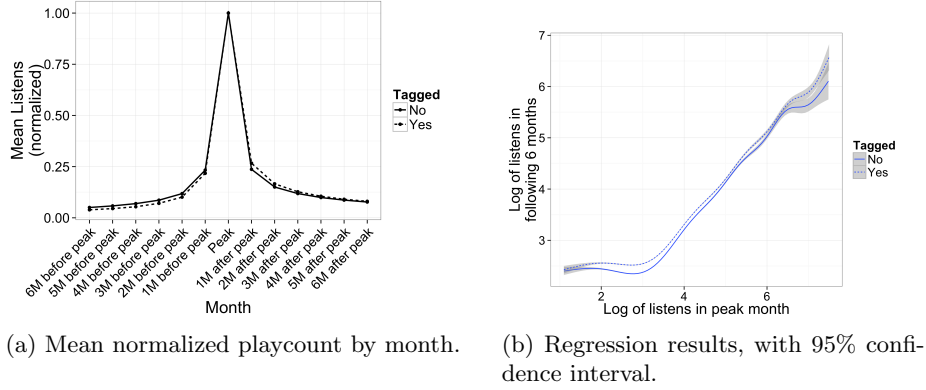 1.00
0.75
0.50
0.25
0.00
Mean Listens
(normalized)
6M before peak
5M before peak
4M before peak
3M before peak
2M before peak
1M before peak
Peak
1M after peak
2M after peak
3M after peak
4M after peak
5M after peak
6M after peak
Month
Tagged
No
Yes
(a) Mean normalized playcount by month.
7
6
5
4
3
Log of listens in
following 6 months
2
4
6
Log of listens in peak month
Tagged
No
Yes
(b) Regression results, with 95% confi-
dence interval.